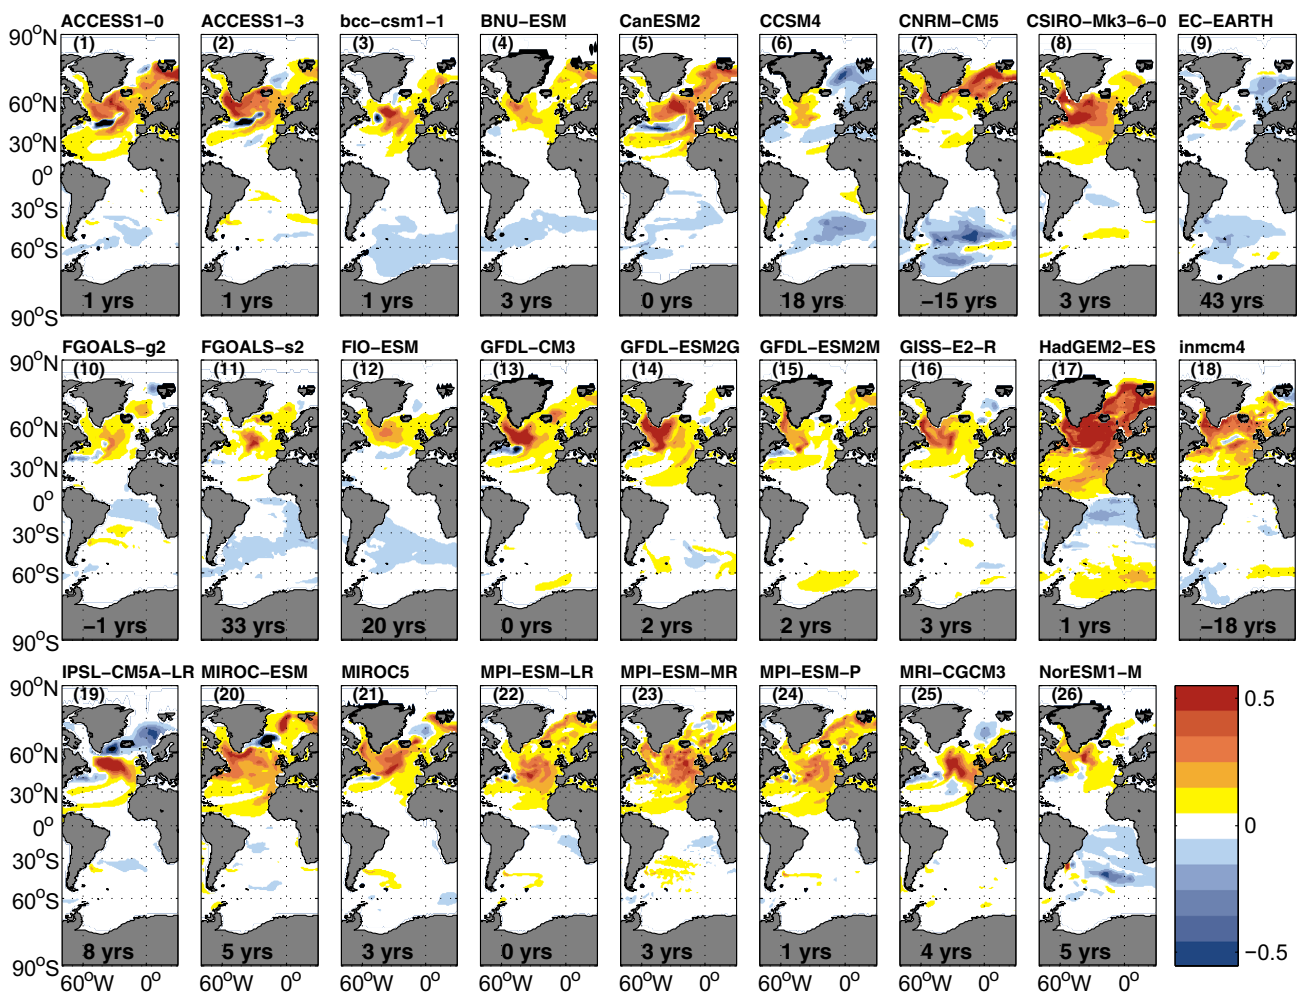 ACCESS1−0 ACCESS1−3 bcc−csm1−1 BNU−ESM CanESM2 CCSM4 CNRM−CM5 CSIRO−Mk3−6−0 EC−EARTH
90°N (1) (2) (3) (4) (5) (6) (7) (8) (9)
60°N
30°N
0°
30°S
60°S
1 yrs 1 yrs 1 yrs 3 yrs 0 yrs 18 yrs −15 yrs 3 yrs 43 yrs
90°S
FGOALS−g2 FGOALS−s2 FIO−ESM GFDL−CM3 GFDL−ESM2G GFDL−ESM2M GISS−E2−R HadGEM2−ES inmcm4
90°N (10) (11) (12) (13) (14) (15) (16) (17) (18)
60°N
30°N
0°
30°S
60°S
−1 yrs 33 yrs 20 yrs 0 yrs 2 yrs 2 yrs 3 yrs 1 yrs −18 yrs
90°S
IPSL−CM5A−LR MIROC−ESM MIROC5 MPI−ESM−LR MPI−ESM−MR MPI−ESM−P MRI−CGCM3 NorESM1−M
90°N (19) (20) (21) (22) (23) (24) (25) (26) 0.5
60°N
30°N
0° 0
30°S
60°S
8 yrs 5 yrs 3 yrs 0 yrs 3 yrs 1 yrs 4 yrs 5 yrs −0.5
90°S
60°W 0° 60°W 0° 60°W 0° 60°W 0° 60°W 0° 60°W 0° 60°W 0° 60°W 0°